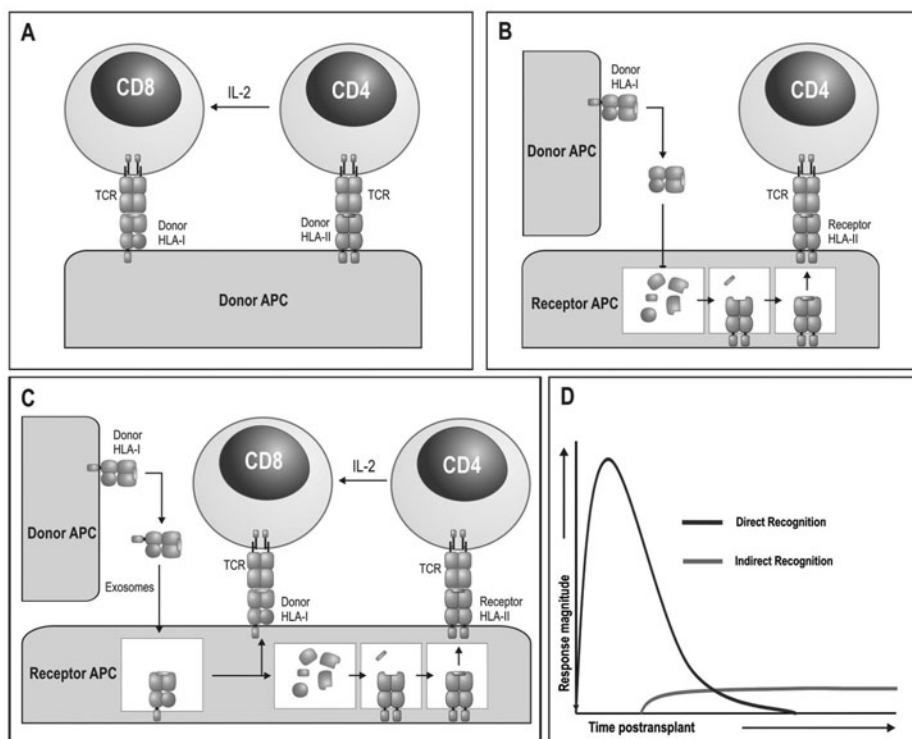 A
CD8
IL-2
CD4
TCR
Donor
HLA-I
TCR
Donor
HLA-II
Donor APC
B
Donor
HLA-I
Donor APC
CD4
TCR
Receptor
HLA-II
Receptor APC
C
Donor
HLA-I
Donor APC
Exosomes
CD8
IL-2
CD4
TCR
Donor
HLA-I
TCR
Receptor
HLA-II
Receptor APC
D
Direct Recognition
Indirect Recognition
Response magnitude
Time postransplant